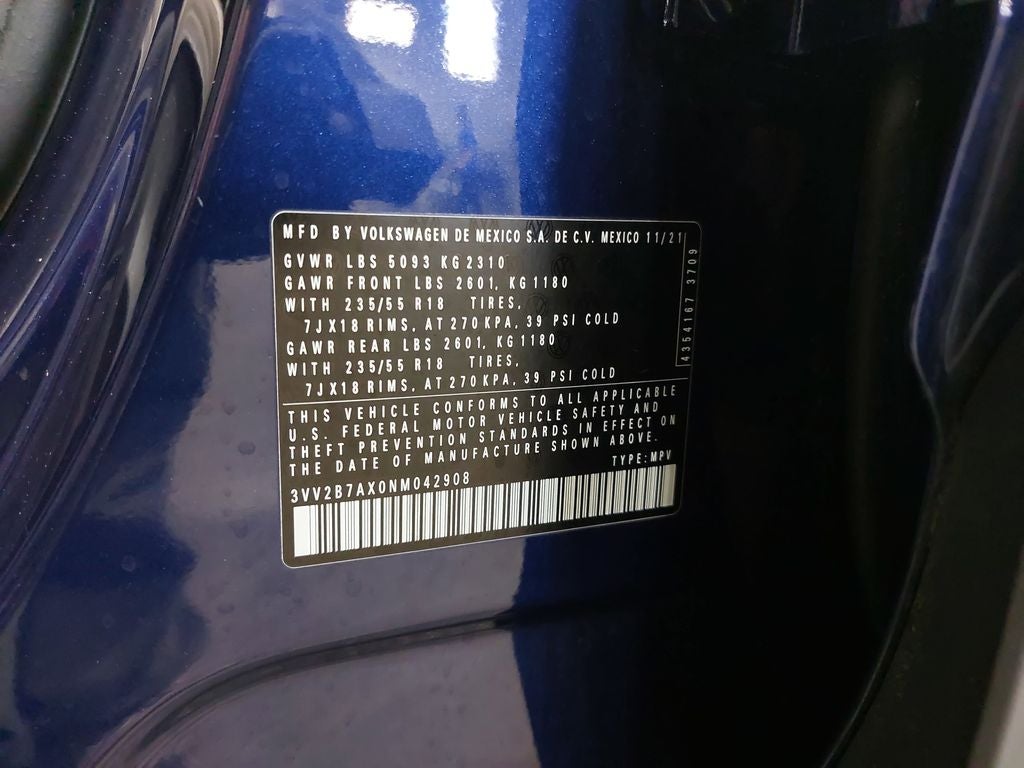 MFD BY VOLKSWAGEN DE MEXICO S.A. DE C.V. MEXICO 11/21
GVWR LBS 5093 KG 2310
GAWR FRONT LBS 2601, KG 1180
WITH 235/55 R18 TIRES,
7JX18 RIMS, AT 270 KPA, 39 PSI COLD
GAWR REAR LBS 2601, KG 1180
WITH 235/55 R18 TIRES,
7JX18 RIMS, AT 270 KPA, 39 PSI COLD
4354167 3709
THIS VEHICLE CONFORMS TO ALL APPLICABLE
U.S. FEDERAL MOTOR VEHICLE SAFETY AND
THEFT PREVENTION STANDARDS IN EFFECT ON
THE DATE OF MANUFACTURE SHOWN ABOVE.
TYPE: MPV
3VV2B7AX0NM042908